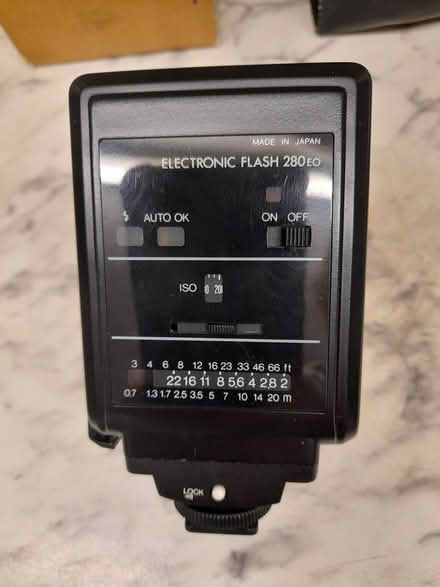 MADE IN JAPAN
ELECTRONIC FLASH 280EO
AUTO OK ON OFF
ISO 0 20
3 4 6 8 12 16 23 33 46 66 ft
22 16 11 8 5.6 4 2.8 2
0.7 1.3 1.7 2.5 3.5 5 7 10 14 20 m
LOCK